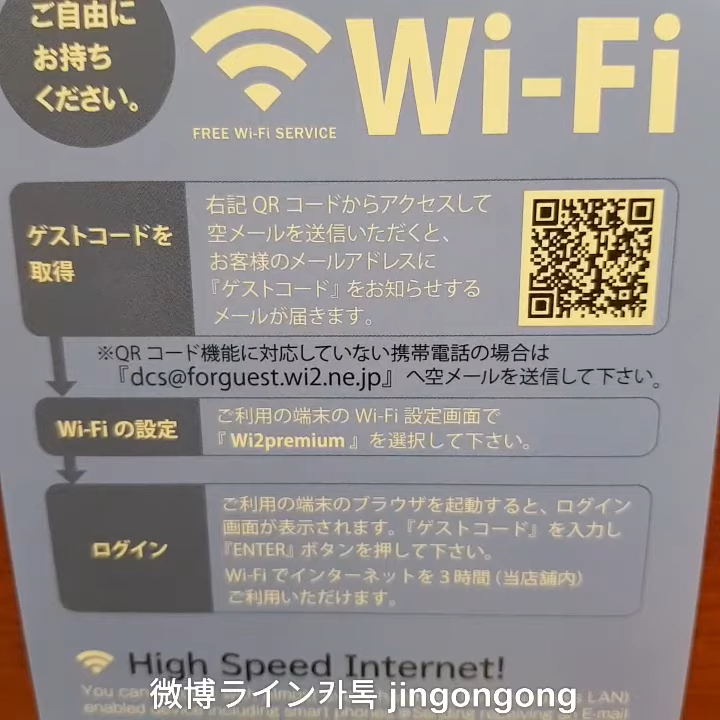 ご自由に
お持ち
ください。
Wi-Fi
FREE Wi-Fi SERVICE
ゲストコードを
取得
右記 QR コードからアクセスして
空メールを送信いただくと、
お客様のメールアドレスに
『ゲストコード』をお知らせする
メールが届きます。
※QR コード機能に対応していない携帯電話の場合は
『dcs@forguest.wi2.ne.jp』へ空メールを送信して下さい。
Wi-Fi の設定
ご利用の端末の Wi-Fi 設定画面で
『 Wi2premium 』を選択して下さい。
ログイン
ご利用の端末のブラウザを起動すると、ログイン
画面が表示されます。『ゲストコード』を入力し
『ENTER』ボタンを押して下さい。
Wi-Fi でインターネットを 3 時間（当店舗内）
ご利用いただけます。
High Speed Internet!
You can
LAN)
enabled
微博ライン카톡 jingongong